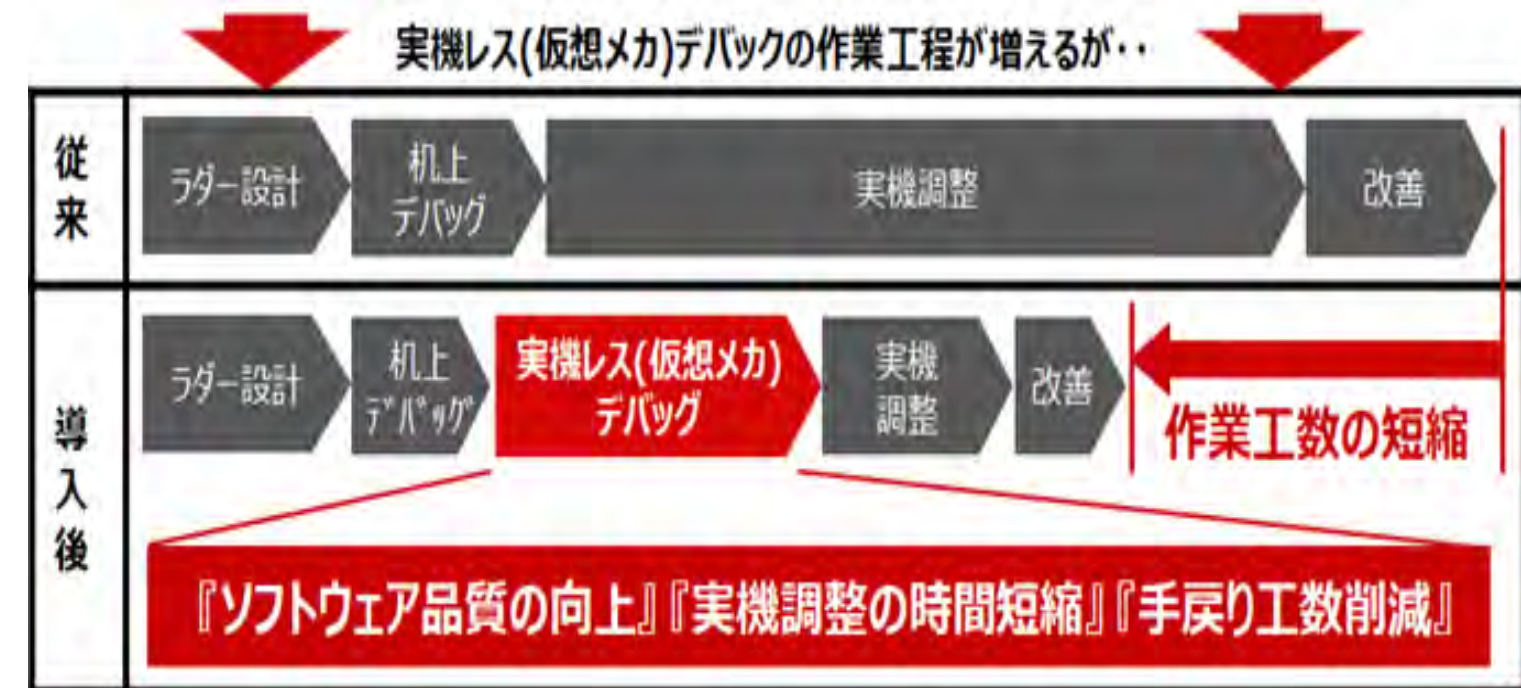 実機レス(仮想メカ)デバックの作業工程が増えるが‥
従来
ラダー設計
机上
デバッグ
実機調整
改善
導入後
ラダー設計
机上
デバッグ
実機レス(仮想メカ)
デバッグ
実機
調整
改善
作業工数の短縮
『ソフトウェア品質の向上』『実機調整の時間短縮』『手戻り工数削減』